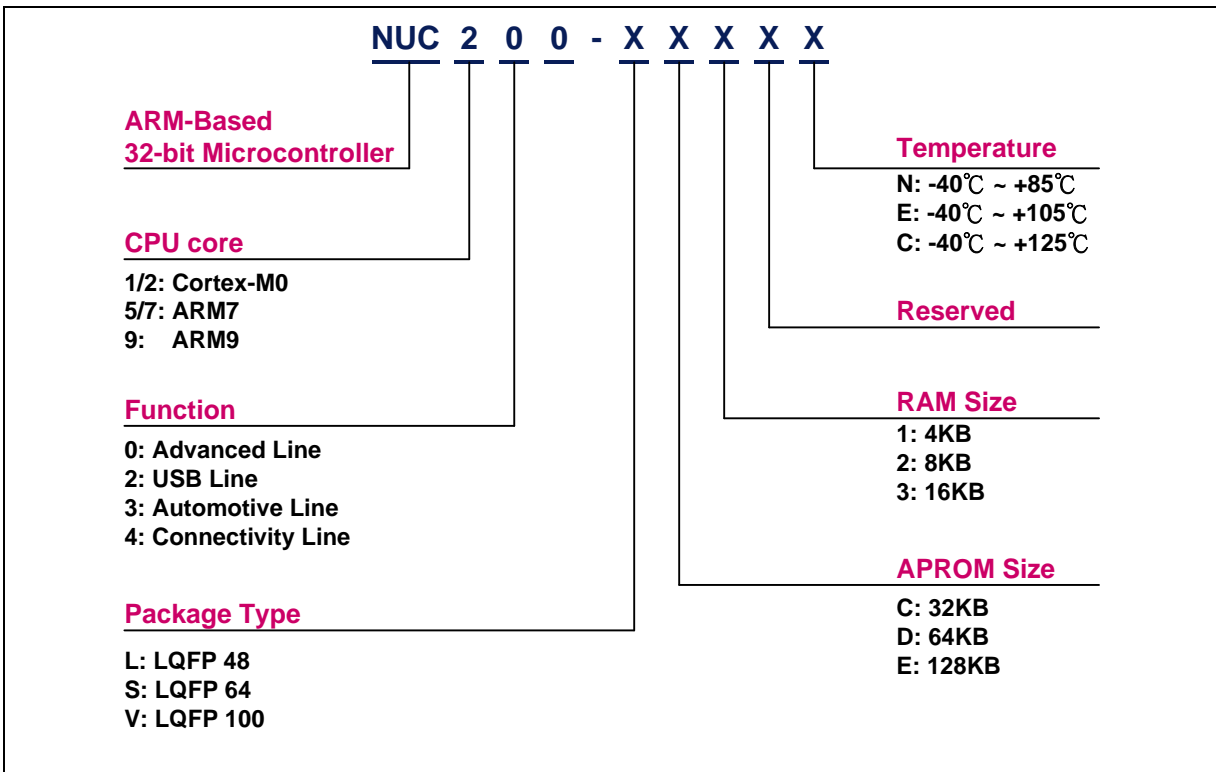 NUC 2 0 0 - X X X X X
ARM-Based
32-bit Microcontroller
CPU core
1/2: Cortex-M0
5/7: ARM7
9: ARM9
Function
0: Advanced Line
2: USB Line
3: Automotive Line
4: Connectivity Line
Package Type
L: LQFP 48
S: LQFP 64
V: LQFP 100
Temperature
N: -40℃ ~ +85℃
E: -40℃ ~ +105℃
C: -40℃ ~ +125℃
Reserved
RAM Size
1: 4KB
2: 8KB
3: 16KB
APROM Size
C: 32KB
D: 64KB
E: 128KB